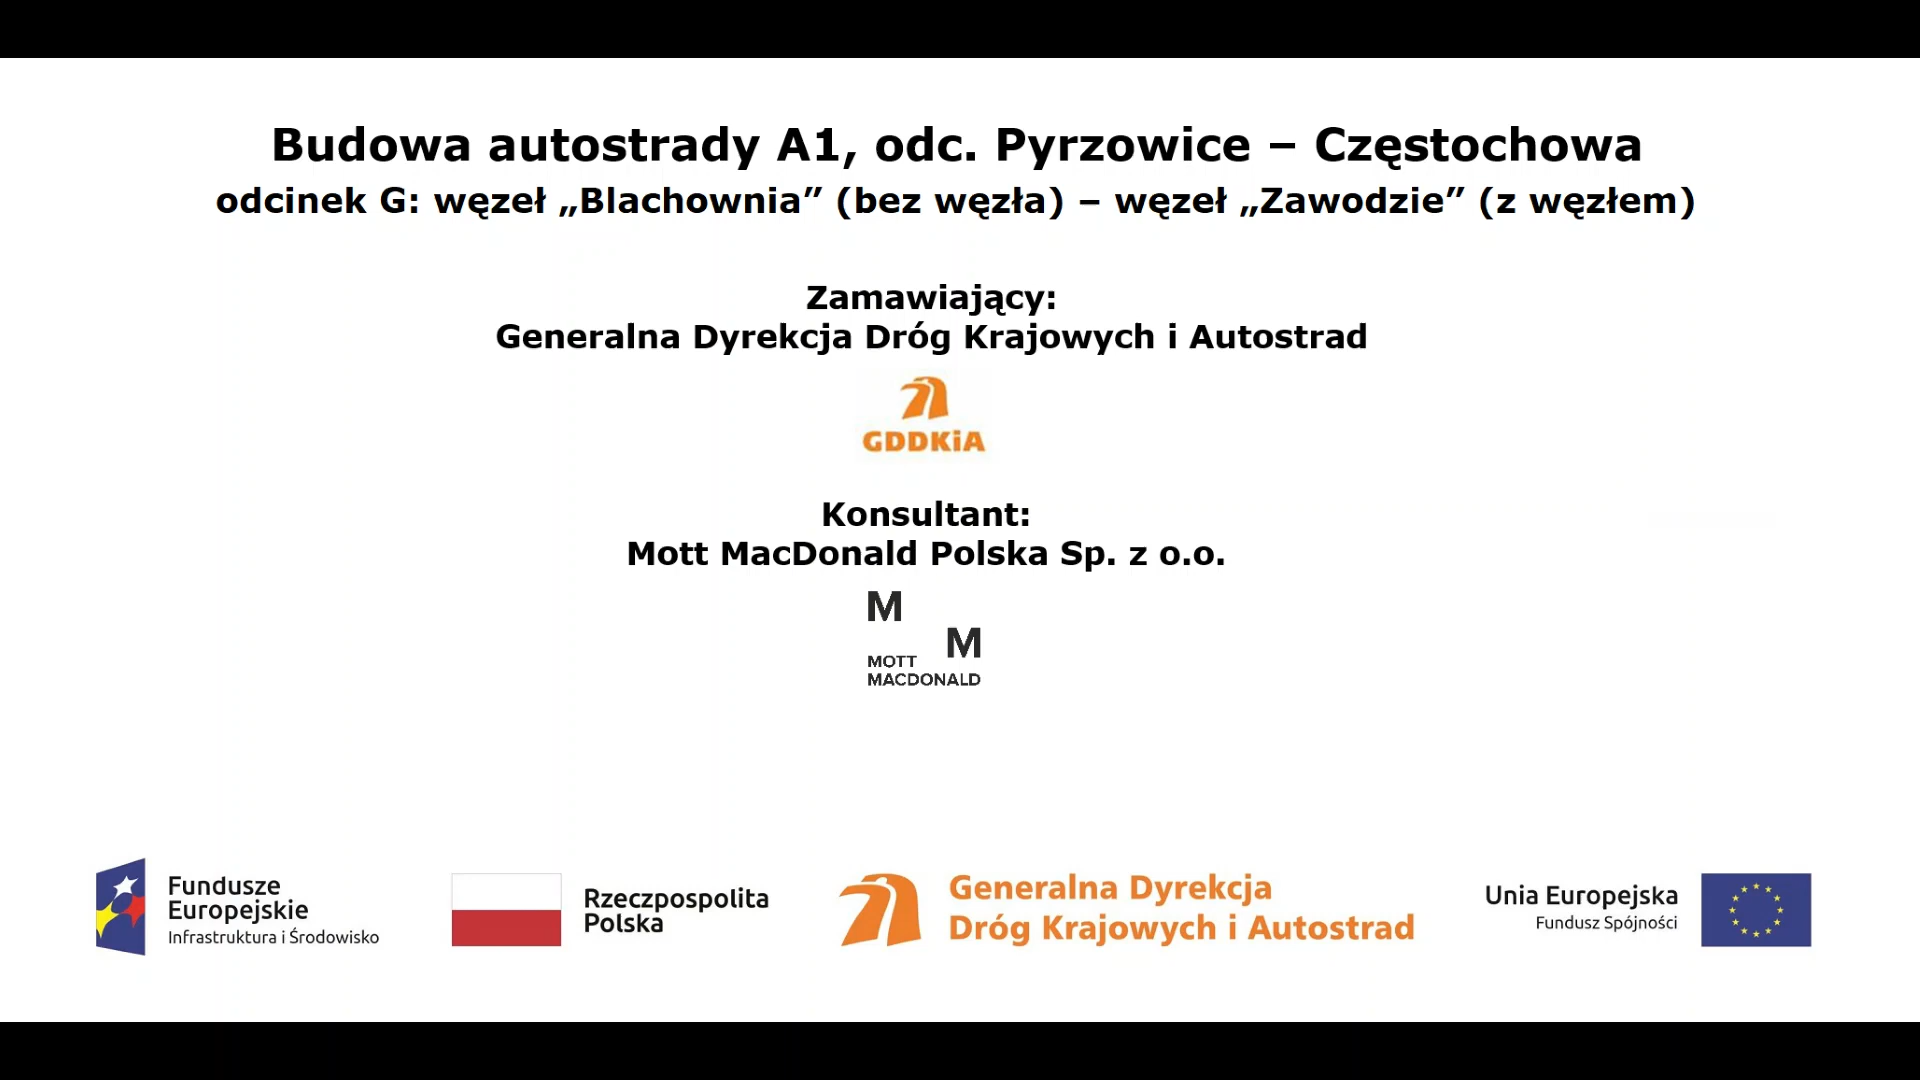 Budowa autostrady A1, odc. Pyrzowice – Częstochowa
odcinek G: węzeł „Blachownia” (bez węzła) – węzeł „Zawodzie” (z węzłem)
Zamawiający:
Generalna Dyrekcja Dróg Krajowych i Autostrad
GDDKiA
Konsultant:
Mott MacDonald Polska Sp. z o.o.
M
M
MOTT
MACDONALD
Fundusze
Europejskie
Infrastruktura i Środowisko
Rzeczpospolita
Polska
Generalna Dyrekcja
Dróg Krajowych i Autostrad
Unia Europejska
Fundusz Spójności